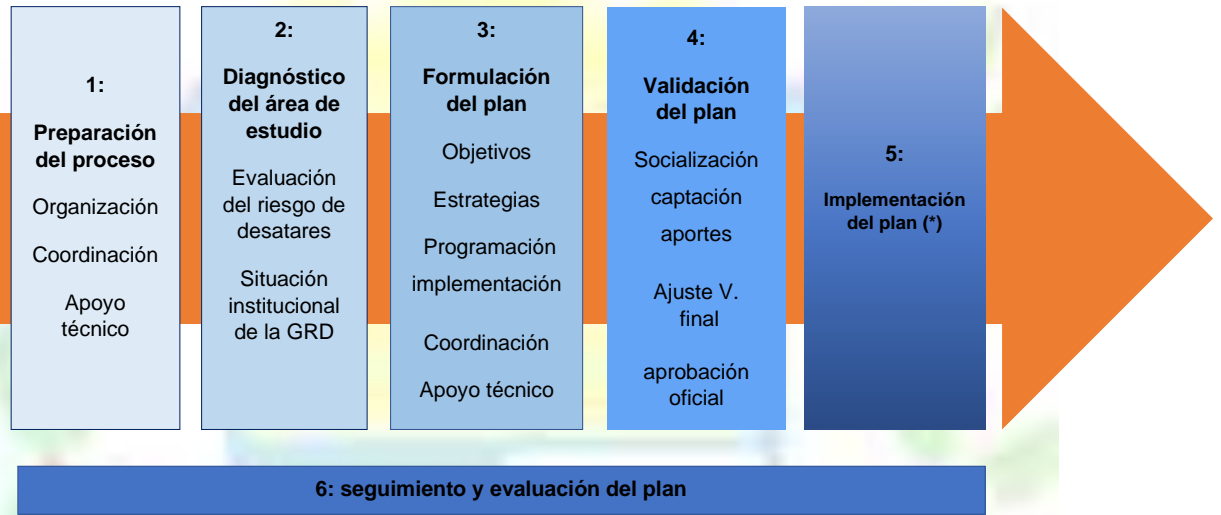 1:
Preparación
del proceso
Organización
Coordinación
Apoyo
técnico
2:
Diagnóstico
del área de
estudio
Evaluación
del riesgo de
desatares
Situación
institucional
de la GRD
3:
Formulación
del plan
Objetivos
Estrategias
Programación
implementación
Coordinación
Apoyo técnico
4:
Validación
del plan
Socialización
captación
aportes
Ajuste V.
final
aprobación
oficial
5:
Implementación
del plan (*)
6: seguimiento y evaluación del plan